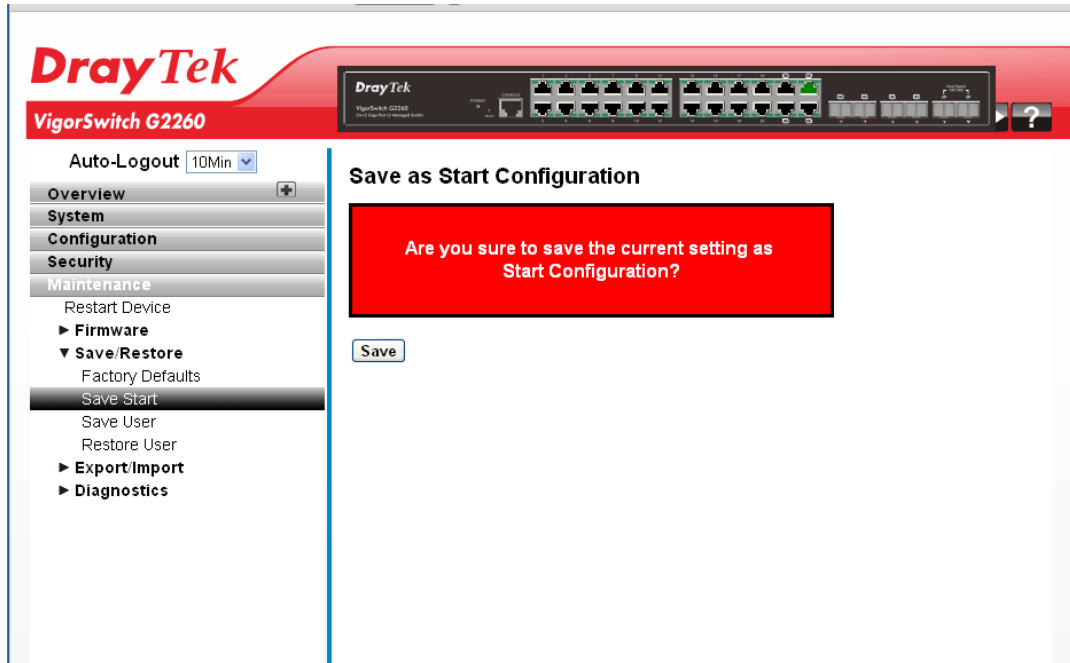 DrayTek
VigorSwitch G2260
DrayTek
VigorSwitch G2260
POWER
CONSOLE
?
Auto-Logout 10Min
Overview
System
Configuration
Security
Maintenance
Restart Device
Firmware
Save/Restore
Factory Defaults
Save Start
Save User
Restore User
Export/Import
Diagnostics
Save as Start Configuration
Are you sure to save the current setting as
Start Configuration?
Save